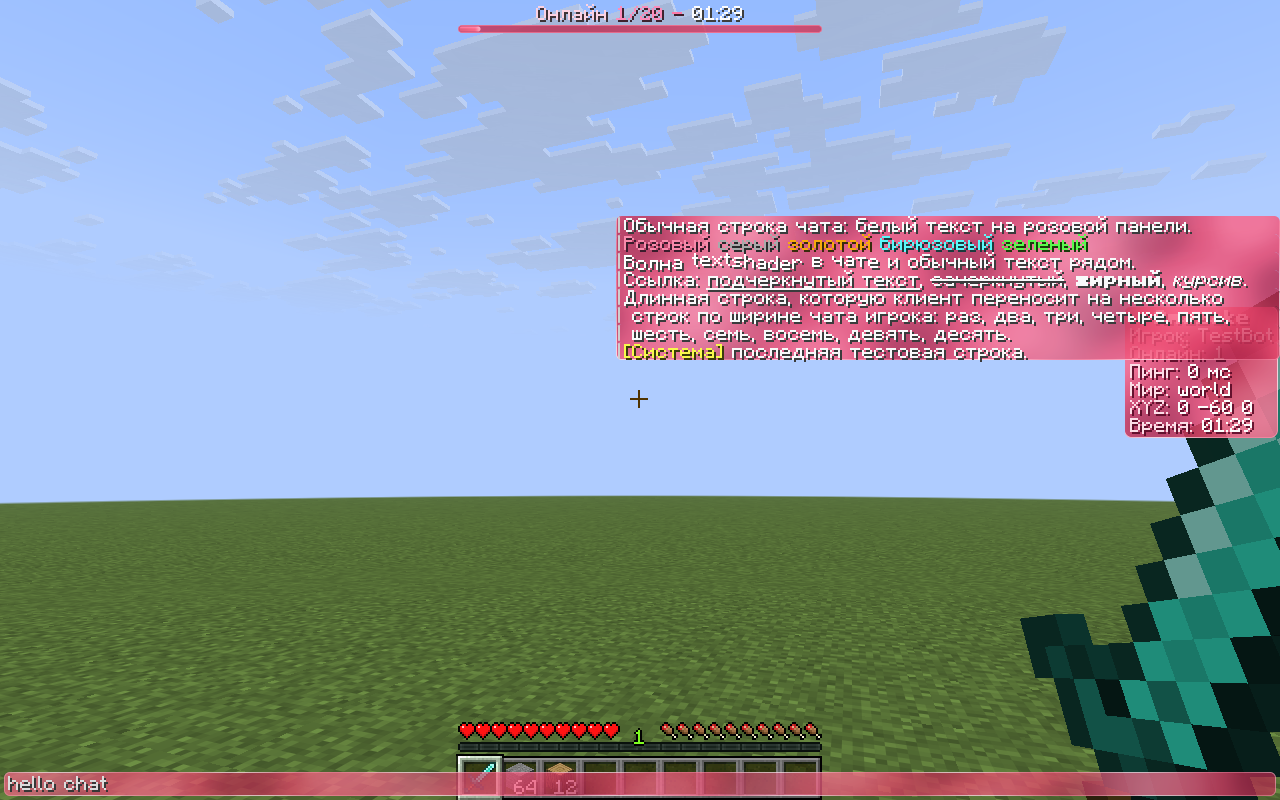 Онлайн 1/20 - 01:29
Обычная строка чата: белый текст на розовой панели.
Розовый серый золотой бирюзовый зелёный
Волна textshader в чате и обычный текст рядом.
Ссылка: подчеркнутый текст, зачеркнутый, жирный, курсив.
Длинная строка, которую клиент переносит на несколько
строк по ширине чата игрока: раз, два, три, четыре, пять,
шесть, семь, восемь, девять, десять.
Игрок: TestBot
[Система] последняя тестовая строка.
Онлайн: 1
Пинг: 0 мс
Мир: world
XYZ: 0 -60 0
Время: 01:29
1
64 12
hello chat